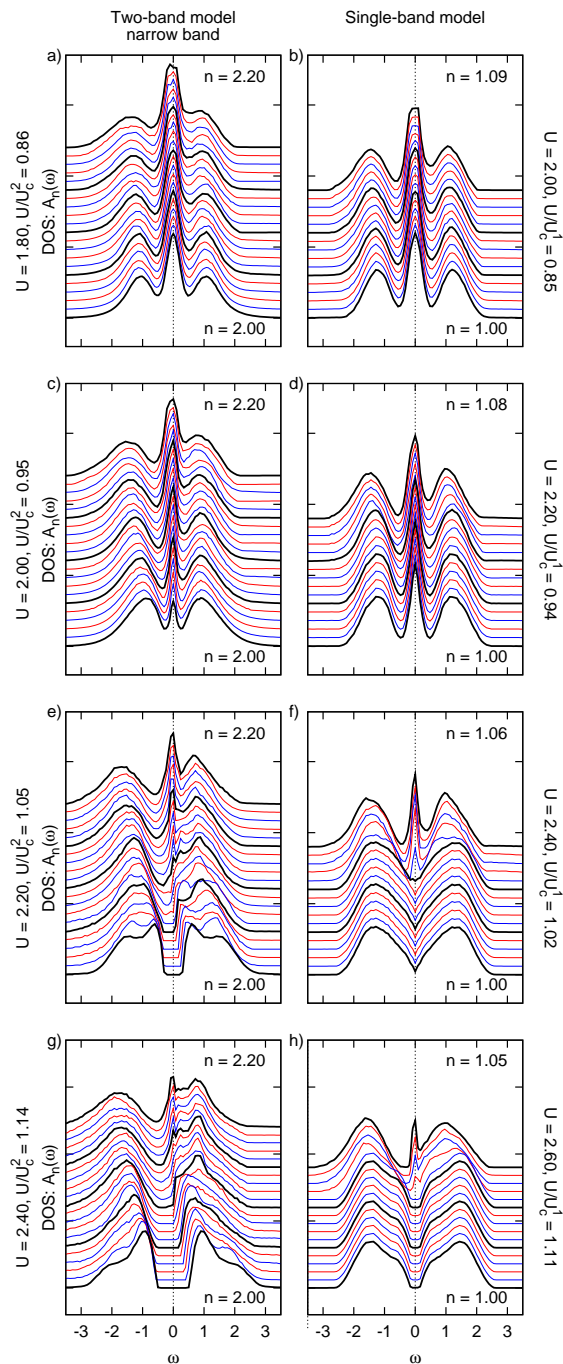 Two-band model
narrow band
Single-band model
a)
n = 2.20
n = 2.00
U = 1.80, U/U_c^2 = 0.86
DOS: A_n(ω)
b)
n = 1.09
n = 1.00
U = 2.00, U/U_c^1 = 0.85
c)
n = 2.20
n = 2.00
U = 2.00, U/U_c^2 = 0.95
DOS: A_n(ω)
d)
n = 1.08
n = 1.00
U = 2.20, U/U_c^1 = 0.94
e)
n = 2.20
n = 2.00
U = 2.20, U/U_c^2 = 1.05
DOS: A_n(ω)
f)
n = 1.06
n = 1.00
U = 2.40, U/U_c^1 = 1.02
g)
n = 2.20
n = 2.00
U = 2.40, U/U_c^2 = 1.14
DOS: A_n(ω)
h)
n = 1.05
n = 1.00
U = 2.60, U/U_c^1 = 1.11
-3 -2 -1 0 1 2 3
-3 -2 -1 0 1 2 3
ω
ω